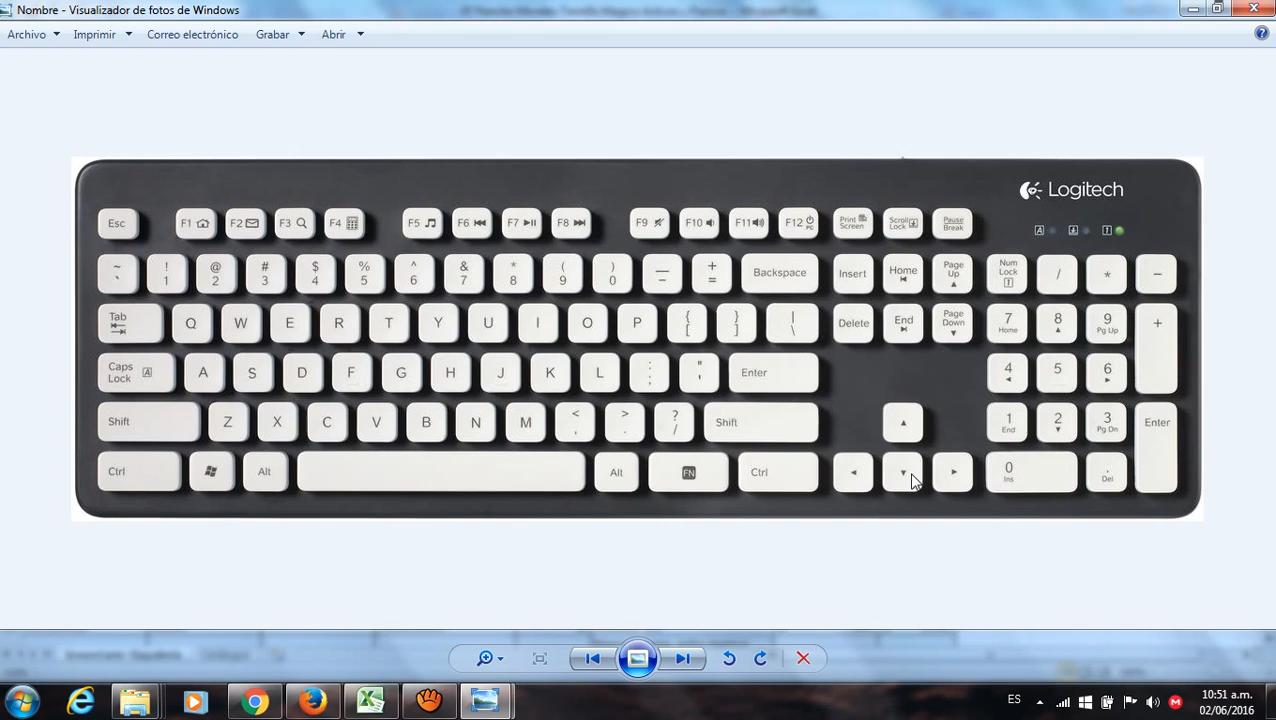 Nombre - Visualizador de fotos de Windows
Archivo Imprimir Correo electrónico Grabar Abrir ?
Logitech
Esc F1 F2 F3 F4 F5 F6 F7 F8 F9 F10 F11 F12 PC Print Screen Scroll Lock Pause Break A
~ ` ! 1 @ 2 # 3 $ 4 % 5 ^ 6 & 7 * 8 ( 9 ) 0 — - + = Backspace Insert Home Page Up Num Lock / * −
Tab Q W E R T Y U I O P { [ } ] | \ Delete End Page Down 7 Home 8 9 Pg Up +
Caps Lock A A S D F G H J K L : ; " ' Enter 4 5 6
Shift Z X C V B N M < , > . ? / Shift 1 End 2 3 Pg Dn Enter
Ctrl Alt Alt FN Ctrl 0 Ins . Del
ES 10:51 a.m.
02/06/2016